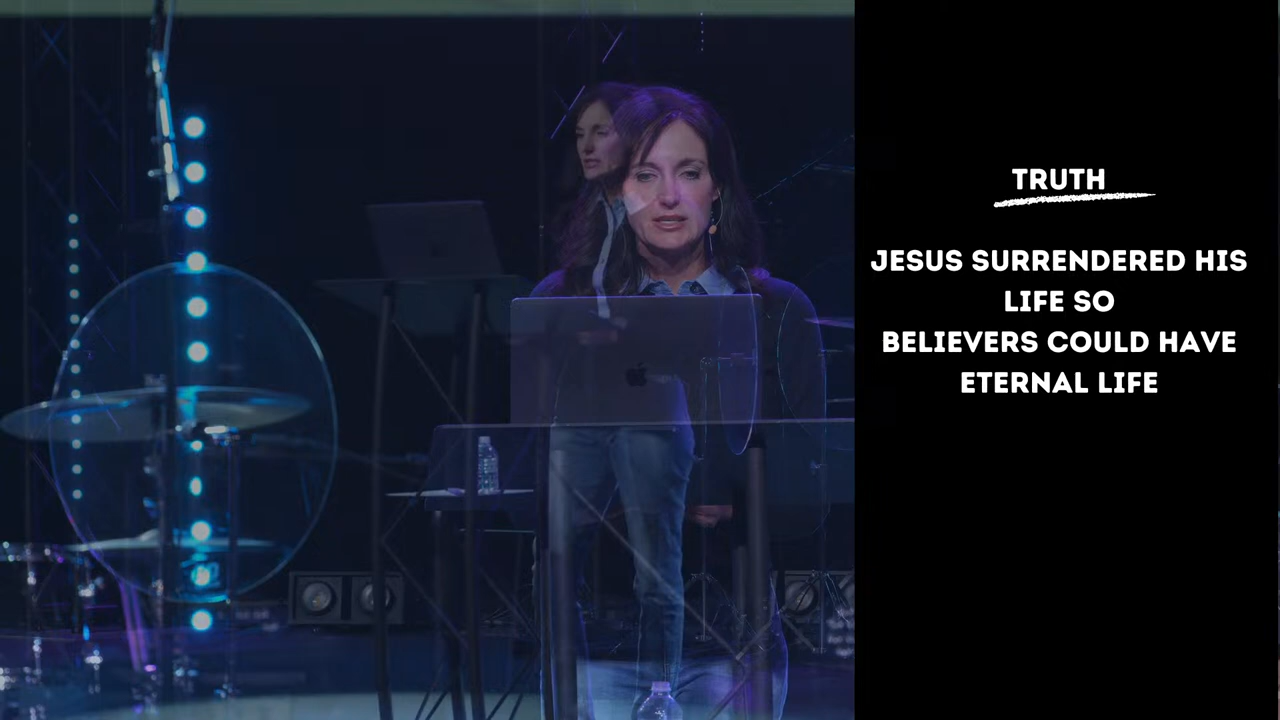 TRUTH
JESUS SURRENDERED HIS
LIFE SO
BELIEVERS COULD HAVE
ETERNAL LIFE